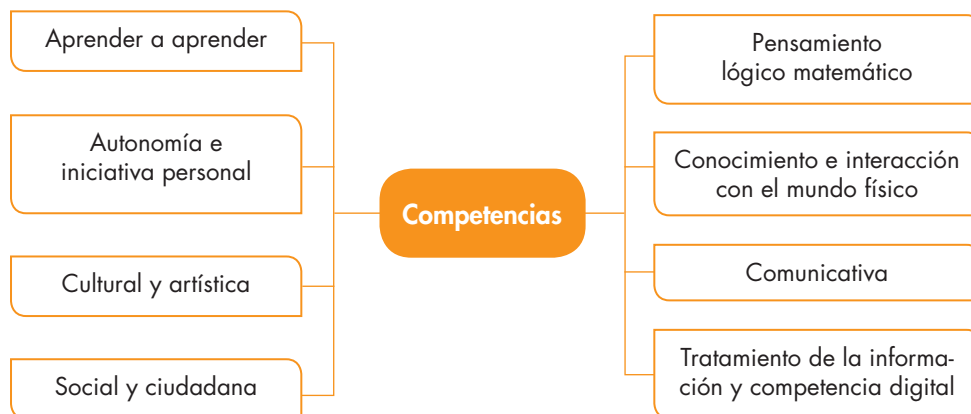 Aprender a aprender
Autonomía e
iniciativa personal
Cultural y artística
Social y ciudadana
Competencias
Pensamiento
lógico matemático
Conocimiento e interacción
con el mundo físico
Comunicativa
Tratamiento de la informa-
ción y competencia digital